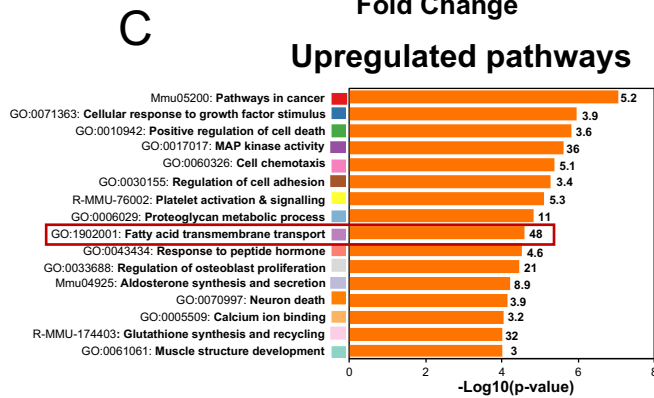 Fold Change
C
Upregulated pathways
Mmu05200: Pathways in cancer 5.2
GO:0071363: Cellular response to growth factor stimulus 3.9
GO:0010942: Positive regulation of cell death 3.6
GO:0017017: MAP kinase activity 36
GO:0060326: Cell chemotaxis 5.1
GO:0030155: Regulation of cell adhesion 3.4
R-MMU-76002: Platelet activation & signalling 5.3
GO:0006029: Proteoglycan metabolic process 11
GO:1902001: Fatty acid transmembrane transport 48
GO:0043434: Response to peptide hormone 4.6
GO:0033688: Regulation of osteoblast proliferation 21
Mmu04925: Aldosterone synthesis and secretion 8.9
GO:0070997: Neuron death 3.9
GO:0005509: Calcium ion binding 3.2
R-MMU-174403: Glutathione synthesis and recycling 32
GO:0061061: Muscle structure development 3
0 2 4 6 8
-Log10(p-value)